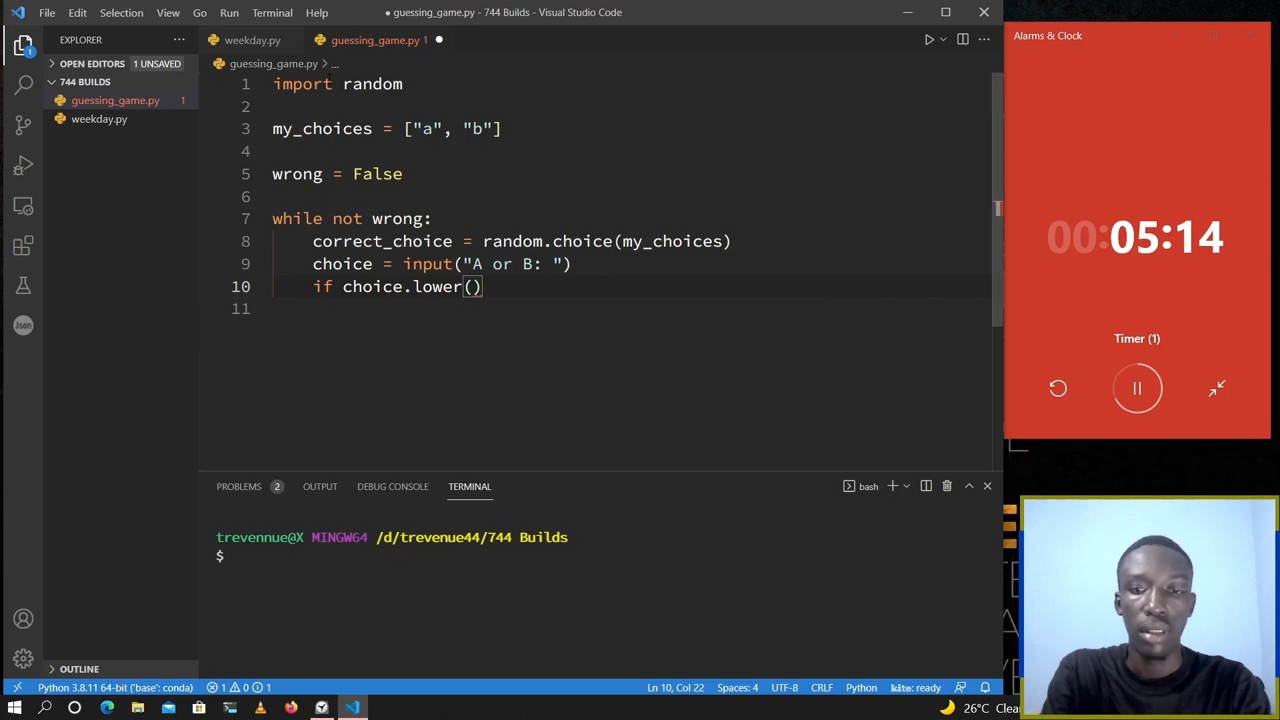 File Edit Selection View Go Run Terminal Help
● guessing_game.py - 744 Builds - Visual Studio Code
Alarms & Clock
EXPLORER
weekday.py
guessing_game.py 1
OPEN EDITORS 1 UNSAVED
guessing_game.py > ...
744 BUILDS
guessing_game.py 1
weekday.py
1 import random
2
3 my_choices = ["a", "b"]
4
5 wrong = False
6
7 while not wrong:
8 correct_choice = random.choice(my_choices)
9 choice = input("A or B: ")
10 if choice.lower()
11
00:05:14
Timer (1)
PROBLEMS 2 OUTPUT DEBUG CONSOLE TERMINAL
bash
trevennue@X MINGW64 /d/trevenue44/744 Builds
$
OUTLINE
Python 3.8.11 64-bit ('base': conda) 1 0 1
Ln 10, Col 22 Spaces: 4 UTF-8 CRLF Python kite: ready
26°C Clear